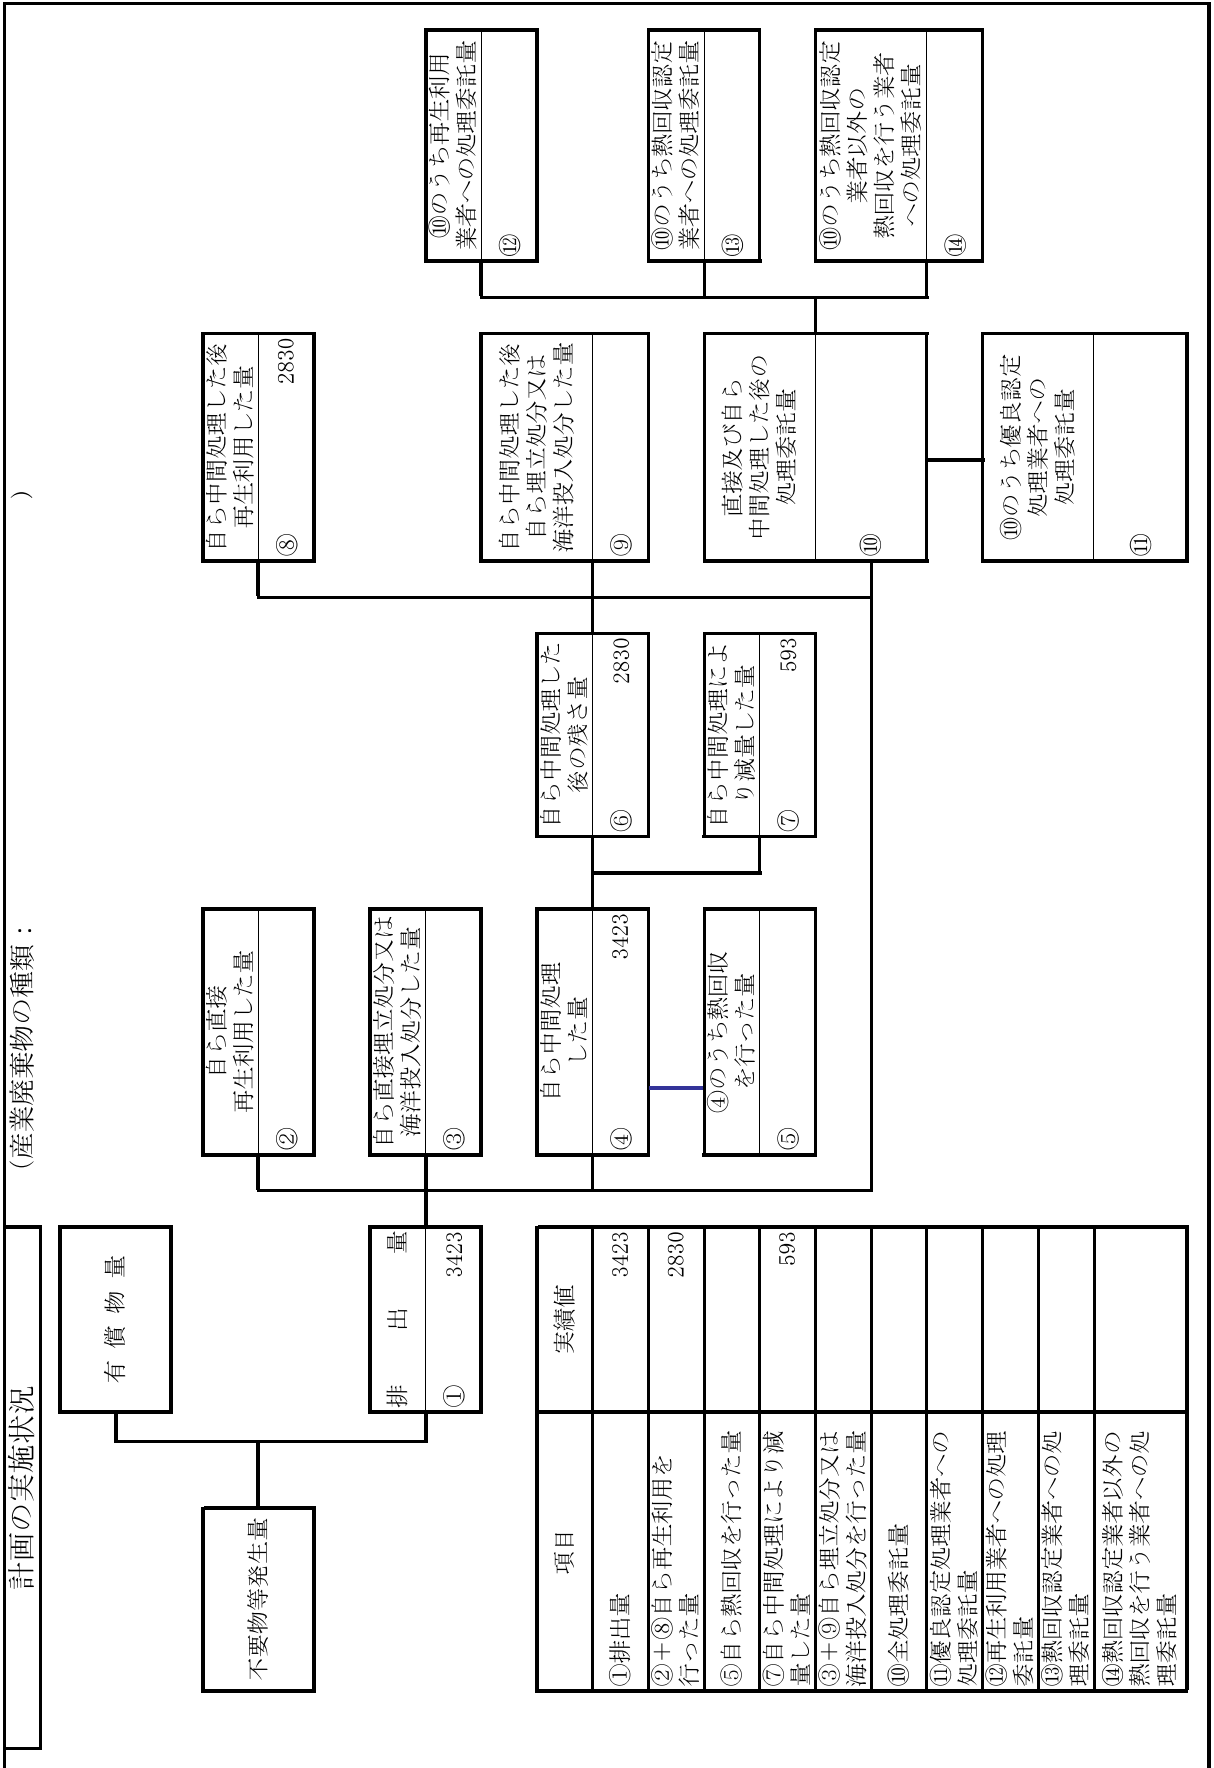 計画の実施状況
（産業廃棄物の種類：　　　　　　　　　　）
有償物量
不要物等発生量
排出量
① 3423
自ら直接
再生利用した量
②
自ら直接埋立処分又は
海洋投入処分した量
③
自ら中間処理
した量
④ 3423
④のうち熱回収
を行った量
⑤
自ら中間処理した
後の残さ量
⑥ 2830
自ら中間処理によ
り減量した量
⑦ 593
自ら中間処理した後
再生利用した量
⑧ 2830
自ら中間処理した後
自ら埋立処分又は
海洋投入処分した量
⑨
直接及び自ら
中間処理した後の
処理委託量
⑩
⑩のうち優良認定
処理業者への
処理委託量
⑪
⑩のうち再生利用
業者への処理委託量
⑫
⑩のうち熱回収認定
業者への処理委託量
⑬
⑩のうち熱回収認定
業者以外の
熱回収を行う業者
への処理委託量
⑭
項目 実績値
①排出量 3423
②＋⑧自ら再生利用を
行った量 2830
⑤自ら熱回収を行った量
⑦自ら中間処理により減
量した量 593
③＋⑨自ら埋立処分又は
海洋投入処分を行った量
⑩全処理委託量
⑪優良認定処理業者への
処理委託量
⑫再生利用業者への処理
委託量
⑬熱回収認定業者への処
理委託量
⑭熱回収認定業者以外の
熱回収を行う業者への処
理委託量